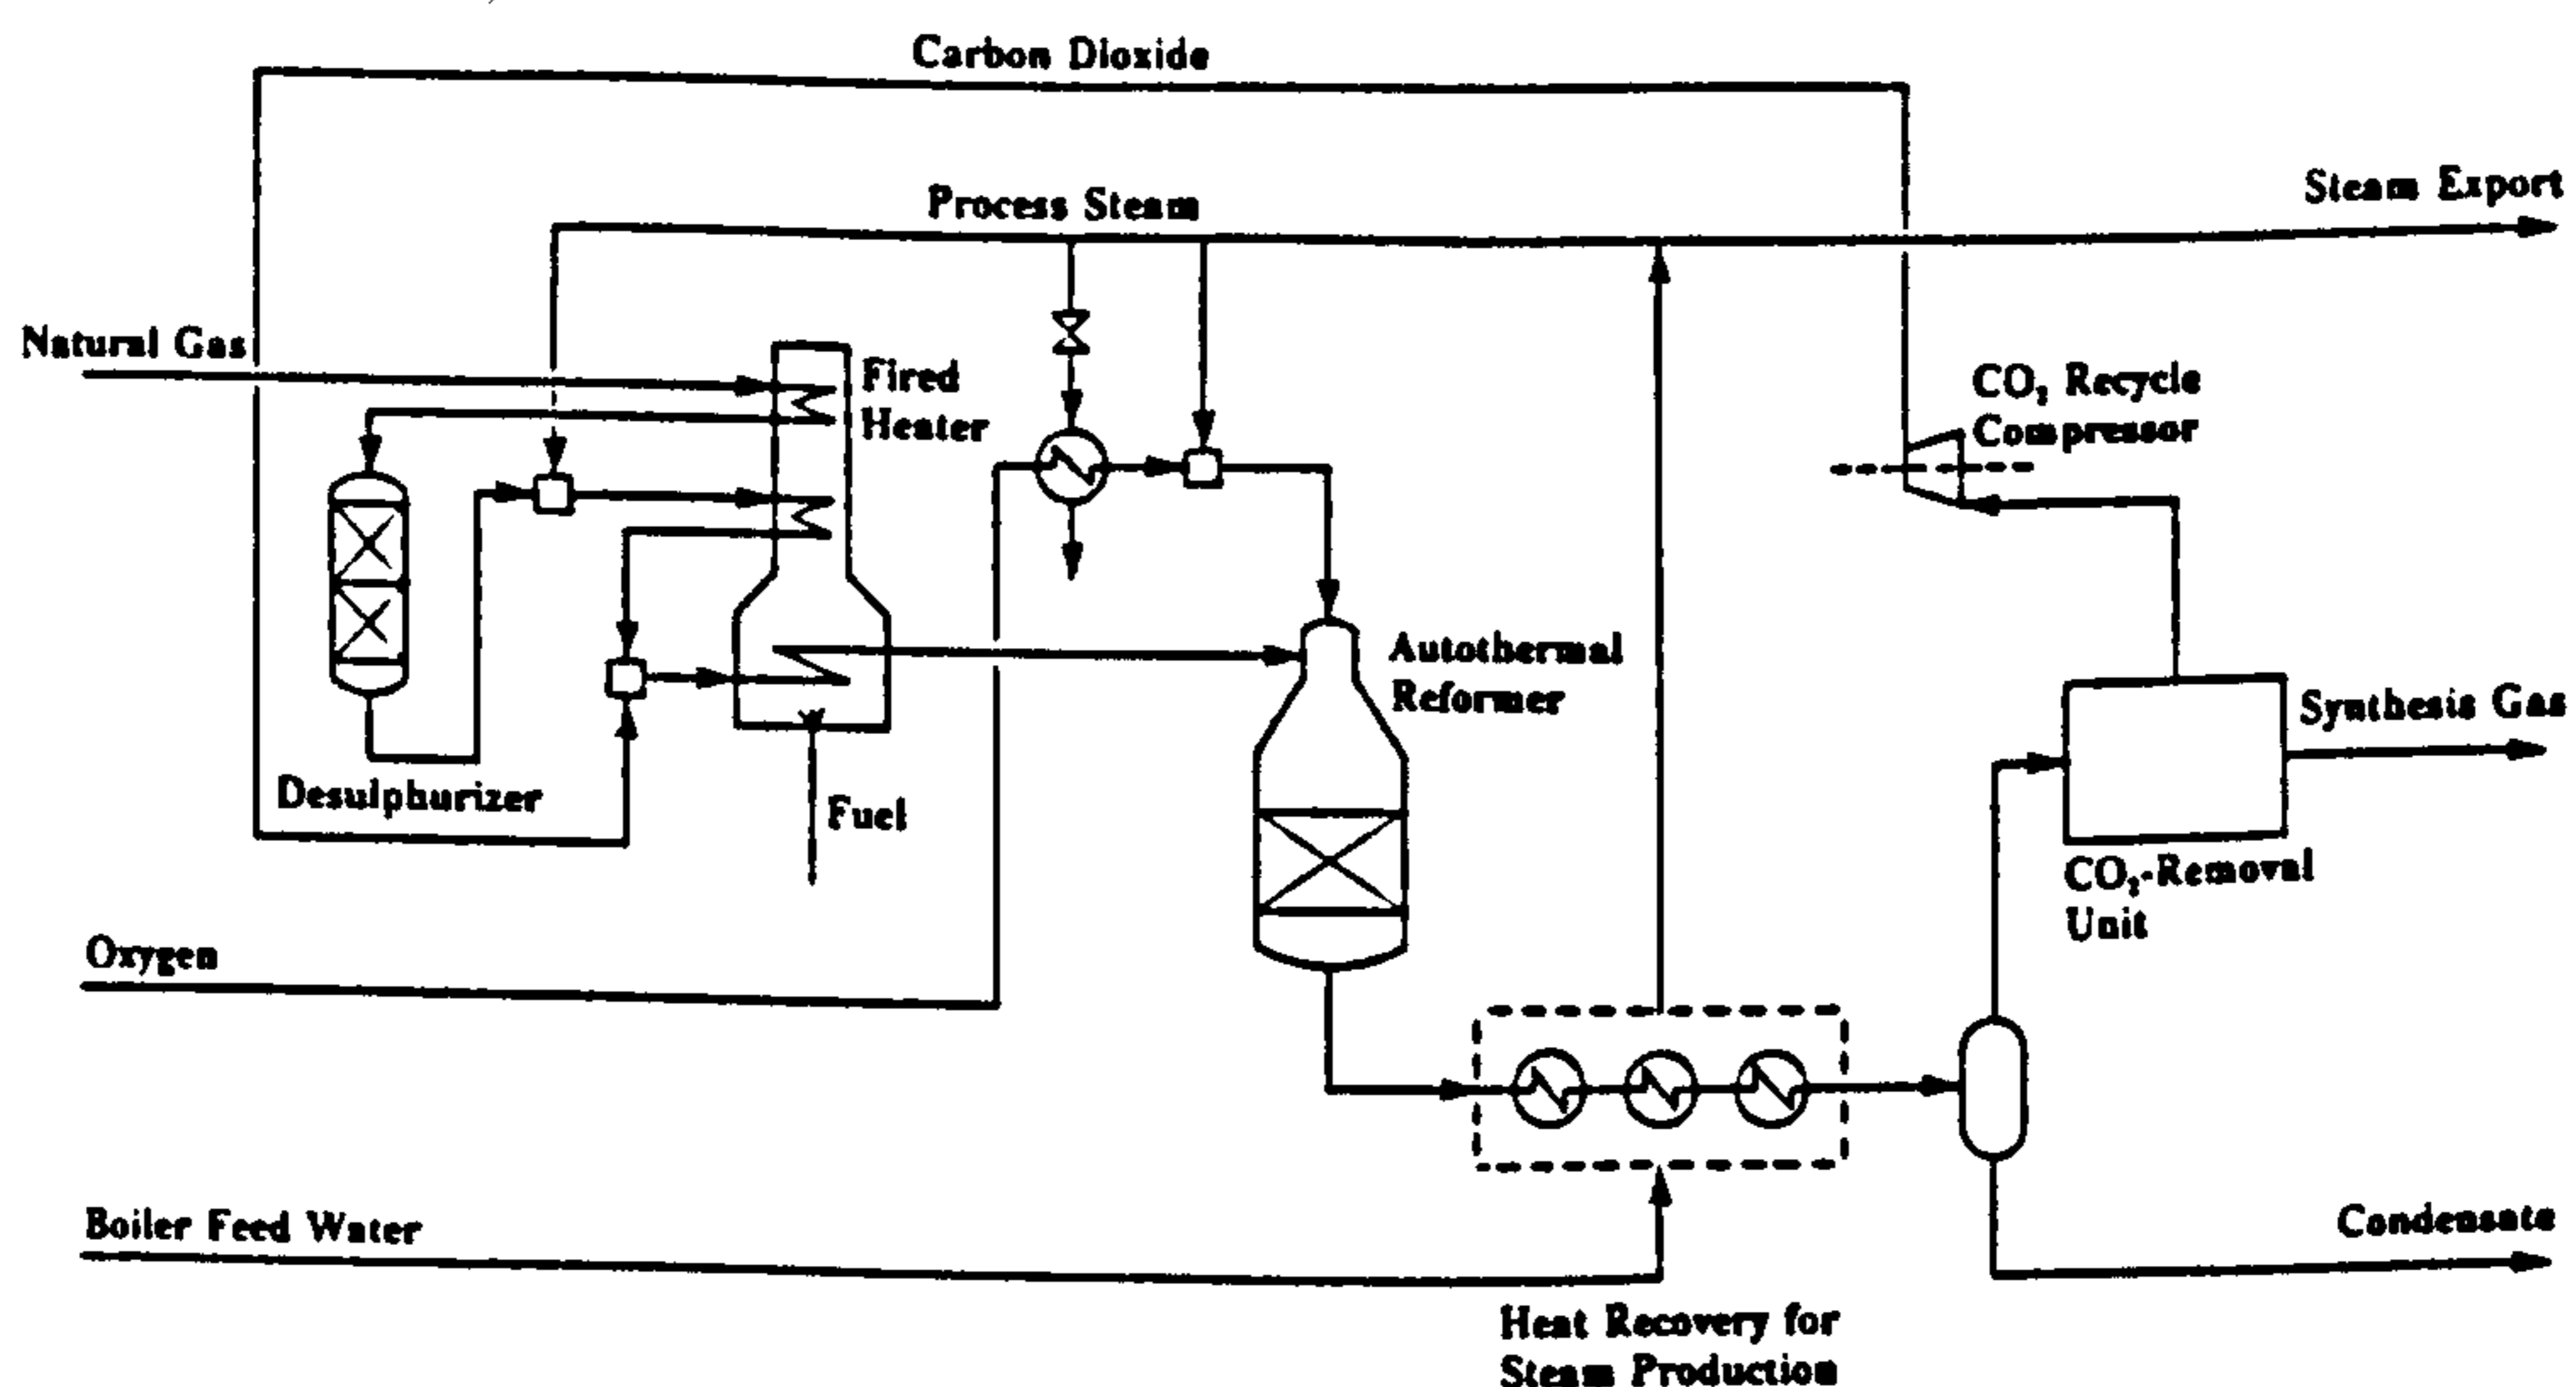 Carbon Dioxide
Process Steam
Steam Export
Natural Gas
Fired
Heater
CO₂ Recycle
Compressor
Autothermal
Reformer
Synthesis Gas
Desulphurizer
Fuel
CO₂-Removal
Unit
Oxygen
Boiler Feed Water
Condensate
Heat Recovery for
Steam Production